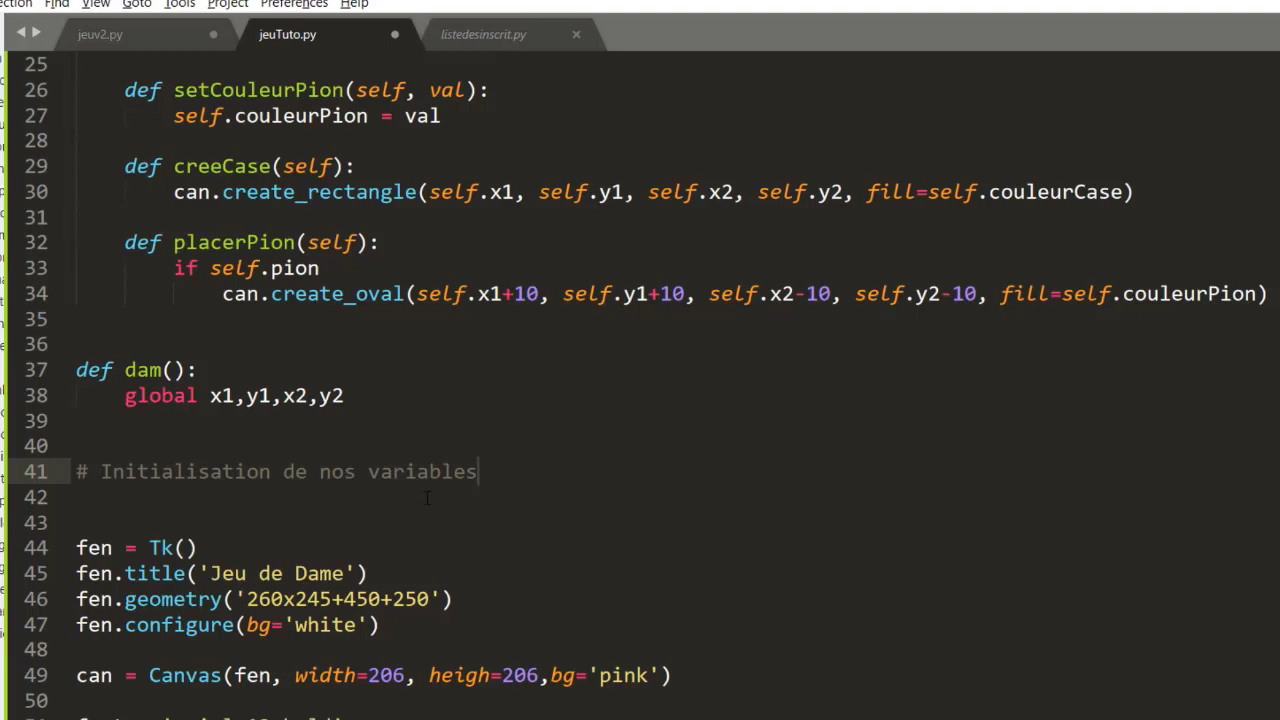 Find View Goto Tools Project Preferences Help
jeuv2.py jeuTuto.py listedesinscrit.py
25
26 def setCouleurPion(self, val):
27 self.couleurPion = val
28
29 def creeCase(self):
30 can.create_rectangle(self.x1, self.y1, self.x2, self.y2, fill=self.couleurCase)
31
32 def placerPion(self):
33 if self.pion
34 can.create_oval(self.x1+10, self.y1+10, self.x2-10, self.y2-10, fill=self.couleurPion)
35
36
37 def dam():
38 global x1,y1,x2,y2
39
40
41 # Initialisation de nos variables
42
43
44 fen = Tk()
45 fen.title('Jeu de Dame')
46 fen.geometry('260x245+450+250')
47 fen.configure(bg='white')
48
49 can = Canvas(fen, width=206, heigh=206,bg='pink')
50